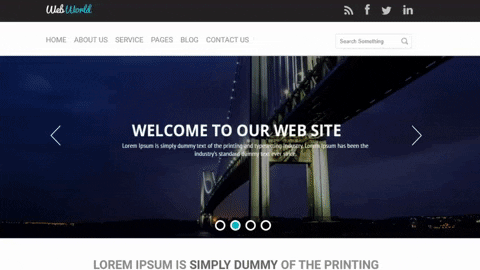 Web World.
HOME ABOUT US SERVICE PAGES BLOG CONTACT US
Search Something
WELCOME TO OUR WEB SITE
Lorem Ipsum is simply dummy text of the printing and typesetting industry. Lorem Ipsum has been the
industry's standard dummy text ever since.
LOREM IPSUM IS SIMPLY DUMMY OF THE PRINTING